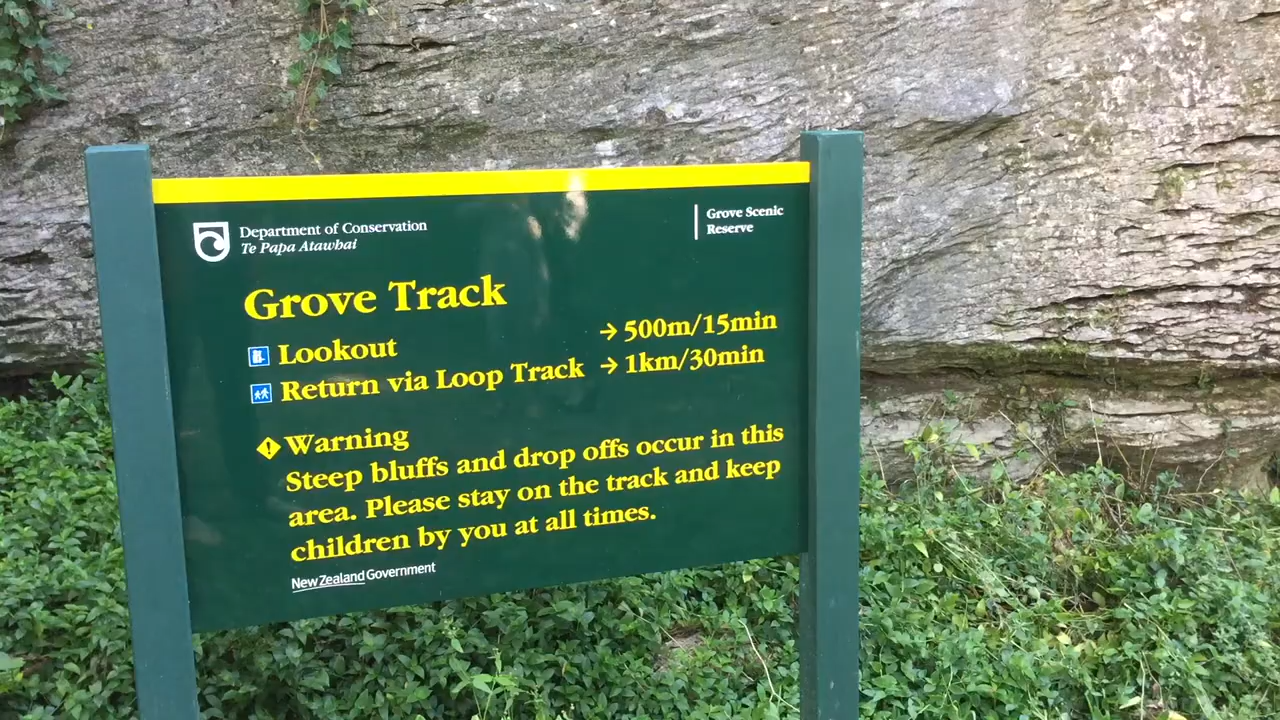 Department of Conservation
Te Papa Atawhai
Grove Scenic
Reserve
Grove Track
Lookout → 500m/15min
Return via Loop Track → 1km/30min
Warning
Steep bluffs and drop offs occur in this
area. Please stay on the track and keep
children by you at all times.
New Zealand Government